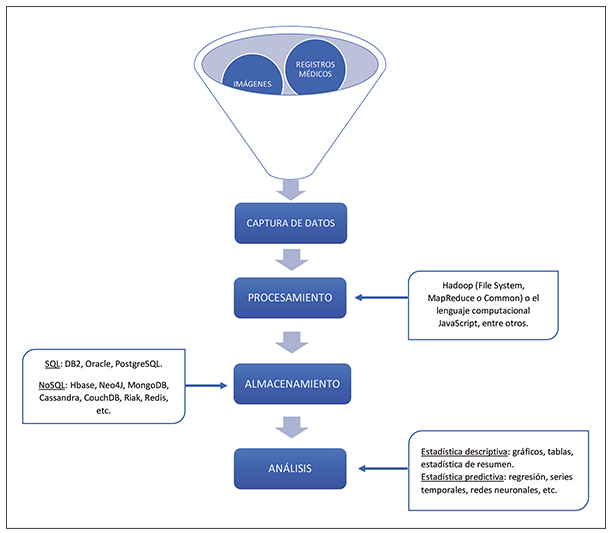 IMÁGENES
REGISTROS
MÉDICOS
CAPTURA DE DATOS
PROCESAMIENTO
Hadoop (File System,
MapReduce o Common) o el
lenguaje computacional
JavaScript, entre otros.
SQL: DB2, Oracle, PostgreSQL.
NoSQL: Hbase, Neo4J, MongoDB,
Cassandra, CouchDB, Riak, Redis,
etc.
ALMACENAMIENTO
ANÁLISIS
Estadística descriptiva: gráficos, tablas,
estadística de resumen.
Estadística predictiva: regresión, series
temporales, redes neuronales, etc.